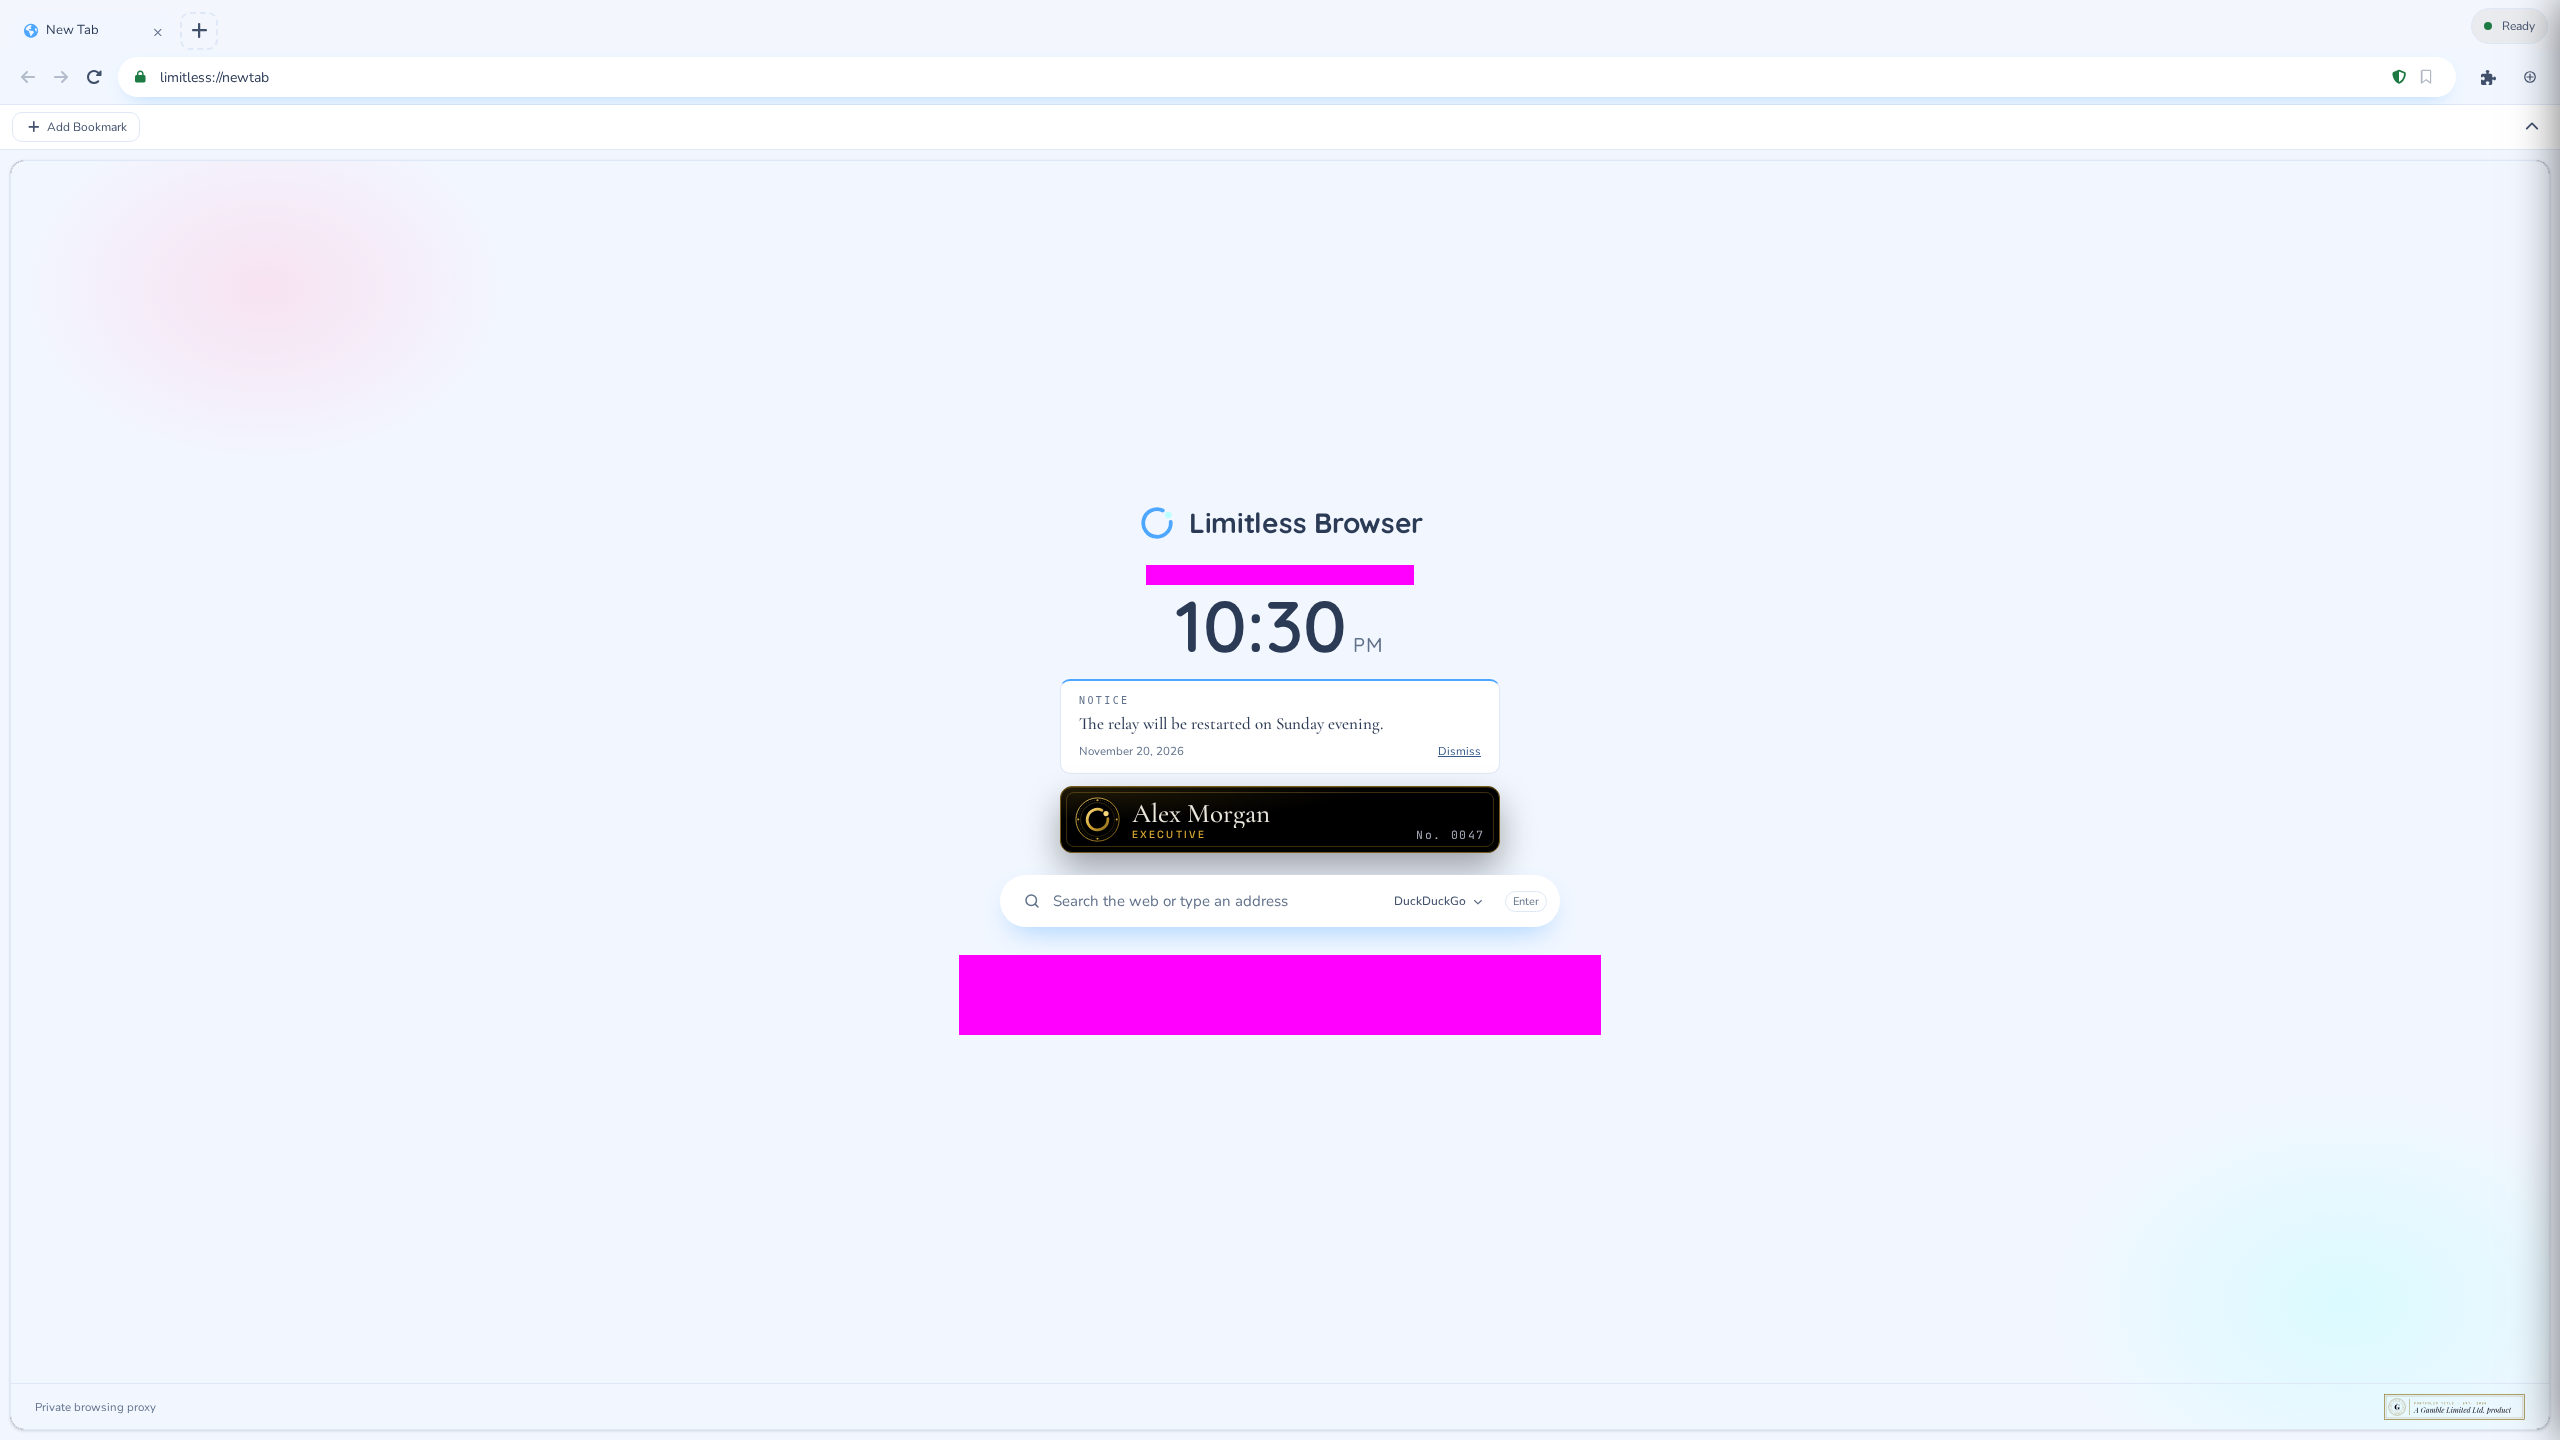 New Tab
Ready
limitless://newtab
Add Bookmark
Limitless Browser
10:30 PM
NOTICE
The relay will be restarted on Sunday evening.
November 20, 2026
Dismiss
Alex Morgan
EXECUTIVE
No. 0047
Search the web or type an address
DuckDuckGo
Enter
Private browsing proxy
G
A Gamble Limited Ltd. product